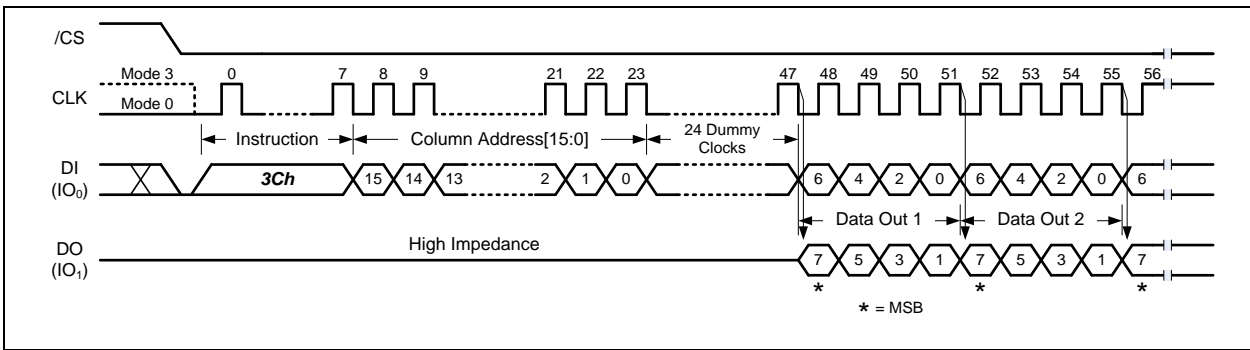 /CS
Mode 3 0 7 8 9 21 22 23 47 48 49 50 51 52 53 54 55 56
CLK
Mode 0
Instruction Column Address[15:0] 24 Dummy Clocks
DI
(IO0)
3Ch 15 14 13 2 1 0 6 4 2 0 6 4 2 0 6
Data Out 1 Data Out 2
High Impedance
DO
(IO1)
7 5 3 1 7 5 3 1 7
* * *
* = MSB